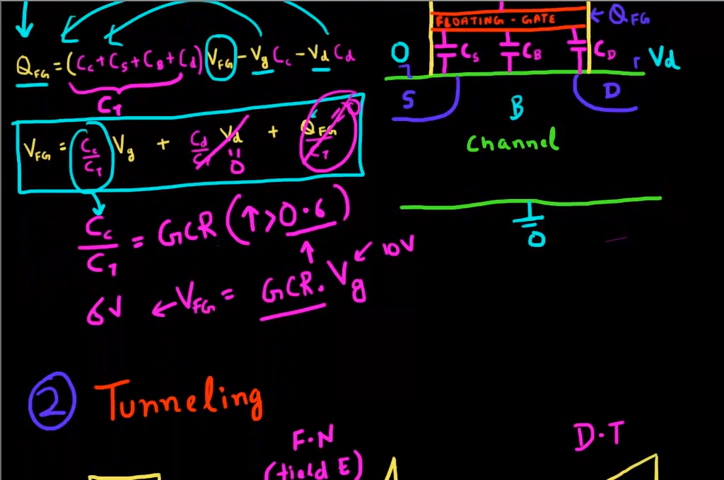 FLOATING-GATE
← Q_FG
Q_FG = (C_C + C_S + C_B + C_d) V_FG - V_g C_C - V_d C_d
C_T
0
C_S
C_B
C_D
V_d
S
B
D
V_FG = C_C/C_T V_g + C_d/C_T V_d + Q_FG/C_T
0
0
Channel
C_C/C_T = GCR (↑ > 0.6)
0
6V ← V_FG = GCR. V_g ← 10V
2 Tunneling
F.N
(field E)
D.T